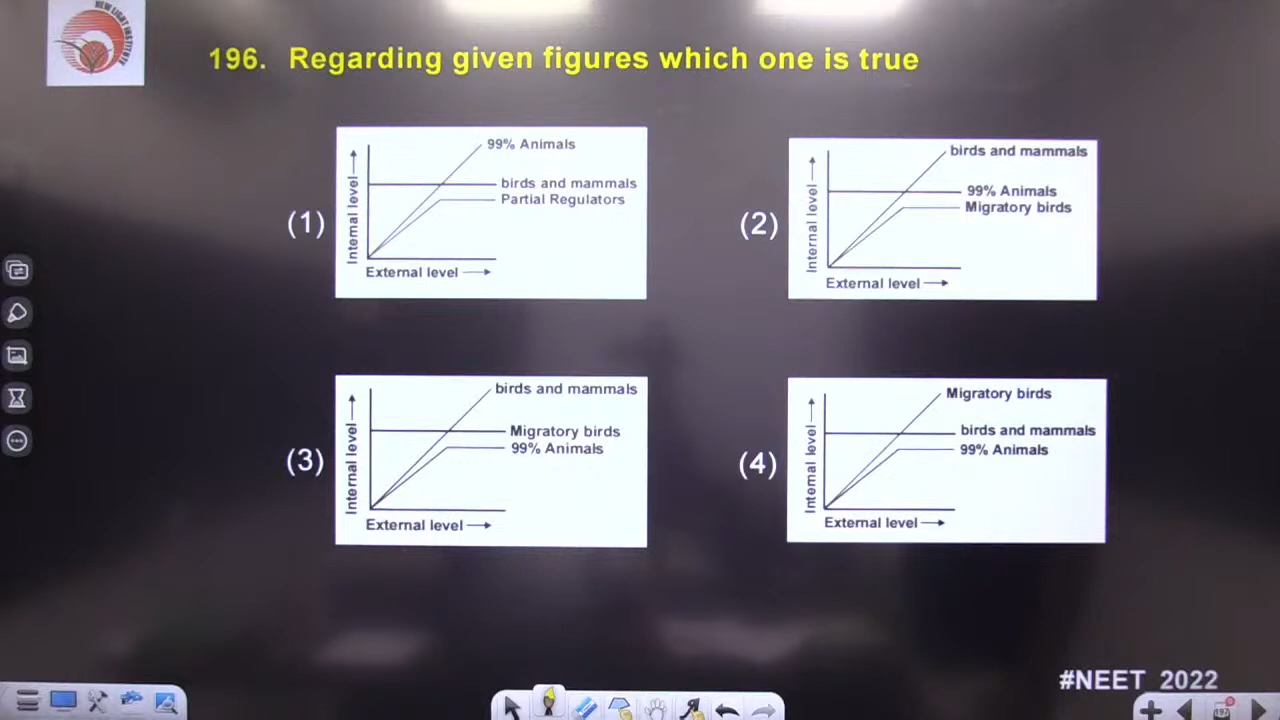 NEW LIGHT INSTITUTE
196. Regarding given figures which one is true
(1)
Internal level
99% Animals
birds and mammals
Partial Regulators
External level
(2)
Internal level
birds and mammals
99% Animals
Migratory birds
External level
(3)
Internal level
birds and mammals
Migratory birds
99% Animals
External level
(4)
Internal level
Migratory birds
birds and mammals
99% Animals
External level
#NEET 2022